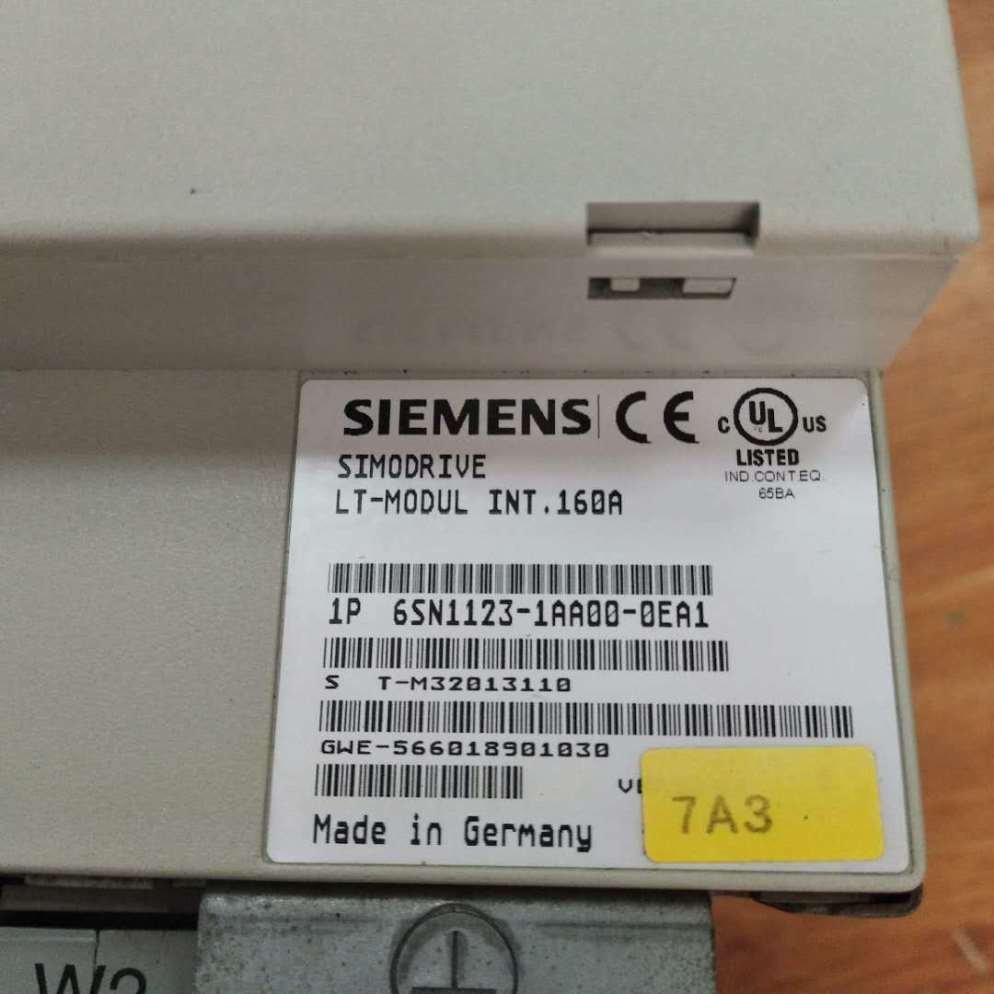 SIEMENS CE
C UL US
LISTED
IND.CONT.EQ.
65BA
SIMODRIVE
LT-MODUL INT.160A
1P 6SN1123-1AA00-0EA1
S T-M32013110
GWE-566018901030
7A3
Made in Germany